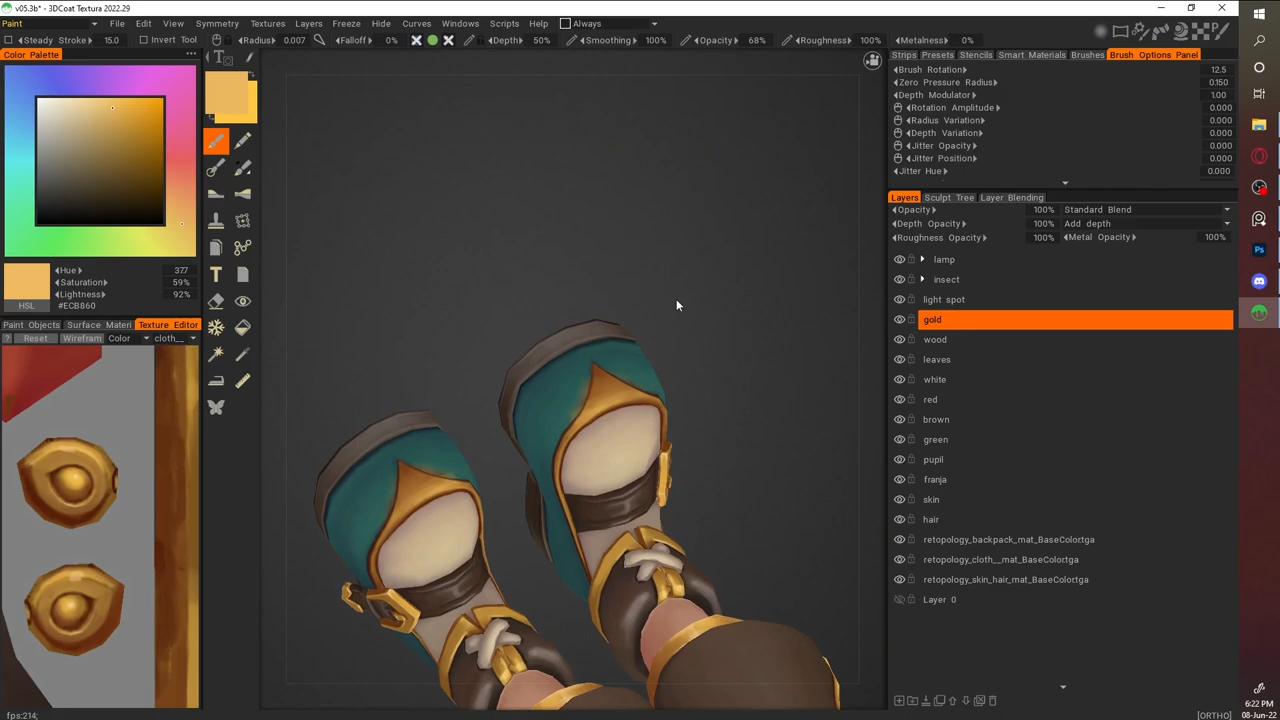 v05.3b* - 3DCoat Textura 2022.29
Paint File Edit View Symmetry Textures Layers Freeze Hide Curves Windows Scripts Help Always
Steady Stroke 15.0 Invert Tool Radius 0.007 Falloff 0% Depth 50% Smoothing 100% Opacity 68% Roughness 100% Metalness 0%
Color Palette
Strips Presets Stencils Smart Materials Brushes Brush Options Panel
Brush Rotation 12.5
Zero Pressure Radius 0.150
Depth Modulator 1.00
Rotation Amplitude 0.000
Radius Variation 0.000
Depth Variation 0.000
Jitter Opacity 0.000
Jitter Position 0.000
Jitter Hue 0.000
Layers Sculpt Tree Layer Blending
Opacity 100% Standard Blend
Depth Opacity 100% Add depth
Roughness Opacity 100% Metal Opacity 100%
lamp
insect
light spot
gold
wood
leaves
white
red
brown
green
pupil
franja
skin
hair
retopology_backpack_mat_BaseColor.tga
retopology_cloth__mat_BaseColor.tga
retopology_skin_hair_mat_BaseColor.tga
Layer 0
Hue 37.7
Saturation 59%
Lightness 92%
HSL #ECB860
Paint Objects Surface Materi Texture Editor
? Reset Wirefram Color cloth__
fps:214;
[ORTHO]
6:22 PM
08-Jun-22